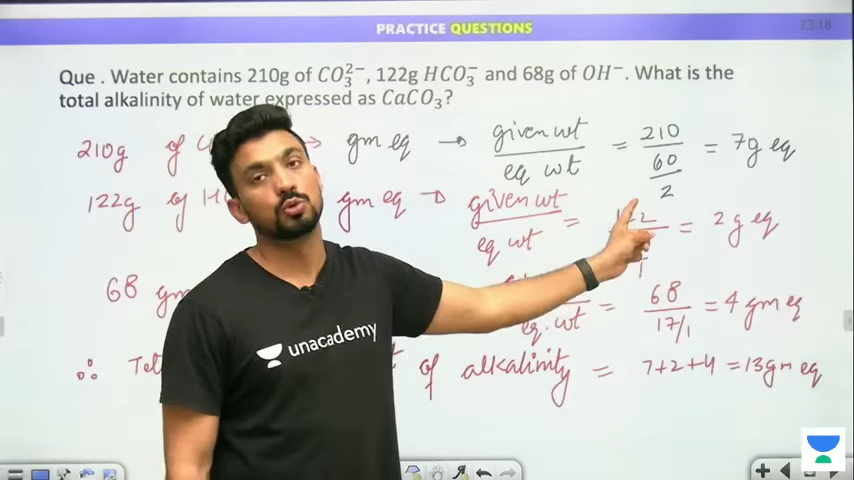 PRACTICE QUESTIONS
23:18
Que . Water contains 210g of CO₃²⁻, 122g HCO₃⁻ and 68g of OH⁻. What is the
total alkalinity of water expressed as CaCO₃?
210g of → gm eq → given wt / eq wt = 210 / (60/2) = 7g eq
122g of gm eq → given wt / eq wt = = 2g eq
68 eq.wt = 68 / (17/1) = 4 gm eq
∴ of alkalinity = 7+2+4 = 13gm eq
unacademy